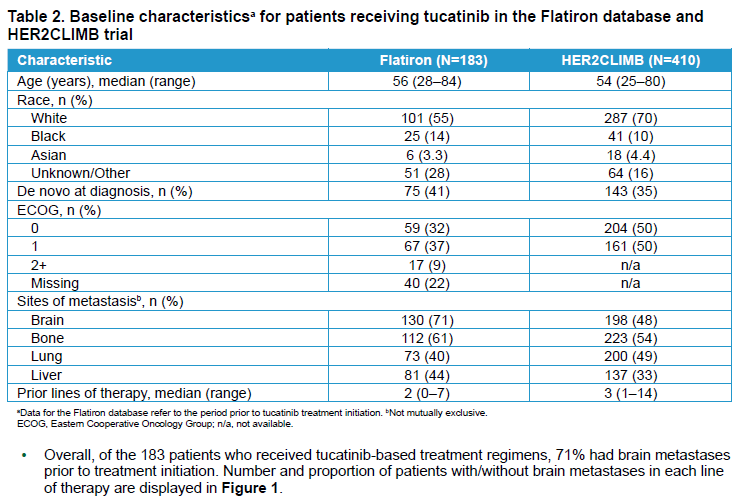 Table 2. Baseline characteristicsª for patients receiving tucatinib in the Flatiron database and
HER2CLIMB trial
Characteristic Flatiron (N=183) HER2CLIMB (N=410)
Age (years), median (range) 56 (28–84) 54 (25–80)
Race, n (%)
White 101 (55) 287 (70)
Black 25 (14) 41 (10)
Asian 6 (3.3) 18 (4.4)
Unknown/Other 51 (28) 64 (16)
De novo at diagnosis, n (%) 75 (41) 143 (35)
ECOG, n (%)
0 59 (32) 204 (50)
1 67 (37) 161 (50)
2+ 17 (9) n/a
Missing 40 (22) n/a
Sites of metastasisᵇ, n (%)
Brain 130 (71) 198 (48)
Bone 112 (61) 223 (54)
Lung 73 (40) 200 (49)
Liver 81 (44) 137 (33)
Prior lines of therapy, median (range) 2 (0–7) 3 (1–14)
ªData for the Flatiron database refer to the period prior to tucatinib treatment initiation. ᵇNot mutually exclusive.
ECOG, Eastern Cooperative Oncology Group; n/a, not available.
• Overall, of the 183 patients who received tucatinib-based treatment regimens, 71% had brain metastases
prior to treatment initiation. Number and proportion of patients with/without brain metastases in each line
of therapy are displayed in Figure 1.